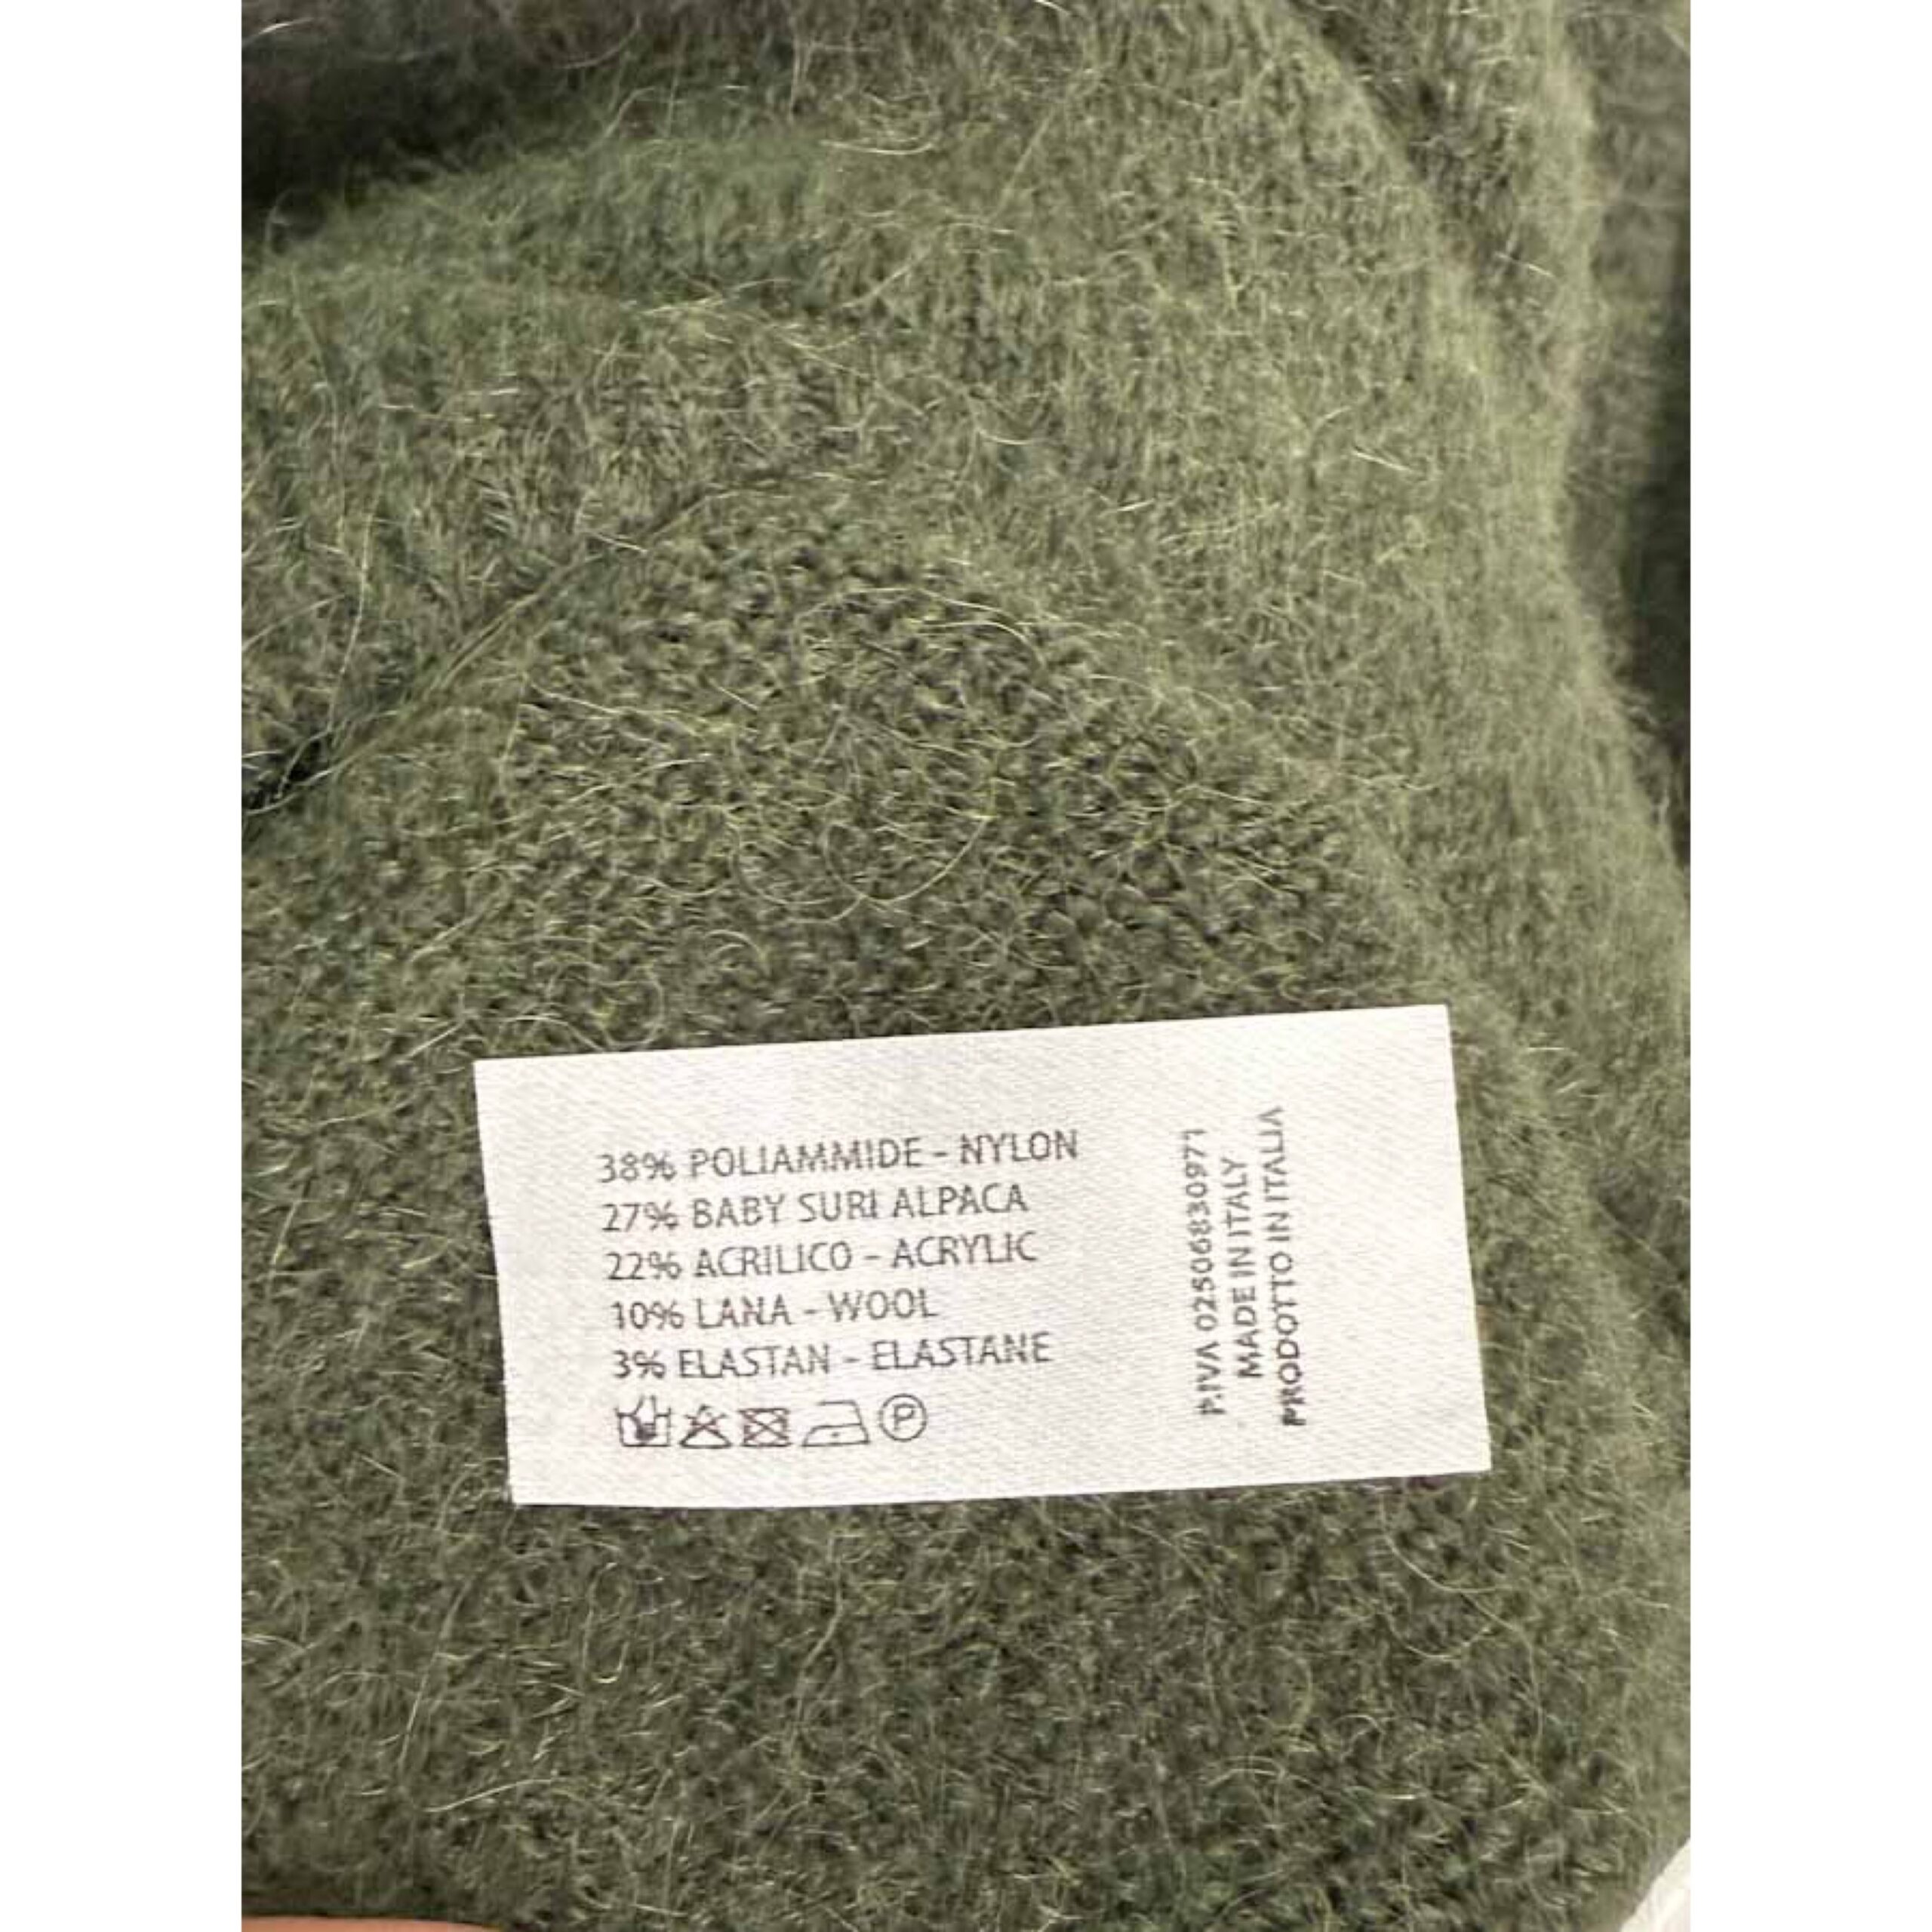 38% POLIAMMIDE - NYLON
27% BABY SURI ALPACA
22% ACRILICO - ACRYLIC
10% LANA - WOOL
3% ELASTAN - ELASTANE
P
P.IVA 02506830971
MADE IN ITALY
PRODOTTO IN ITALIA